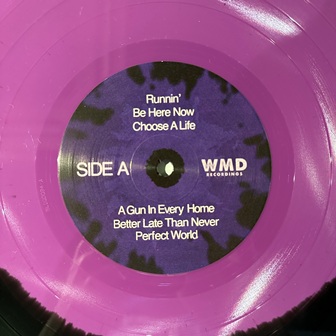 Runnin'
Be Here Now
Choose A Life
SIDE A
WMD
RECORDINGS
A Gun In Every Home
Better Late Than Never
Perfect World